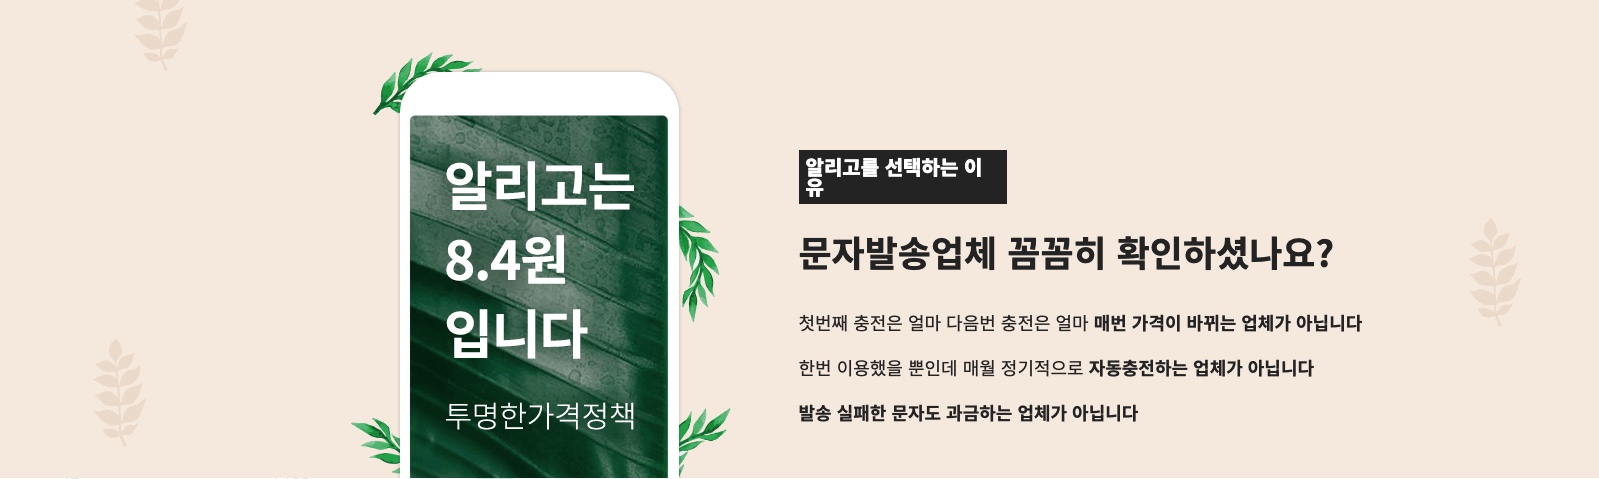 알리고는
8.4원
입니다
투명한가격정책
알리고를 선택하는 이
유
문자발송업체 꼼꼼히 확인하셨나요?
첫번째 충전은 얼마 다음번 충전은 얼마 매번 가격이 바뀌는 업체가 아닙니다
한번 이용했을 뿐인데 매월 정기적으로 자동충전하는 업체가 아닙니다
발송 실패한 문자도 과금하는 업체가 아닙니다